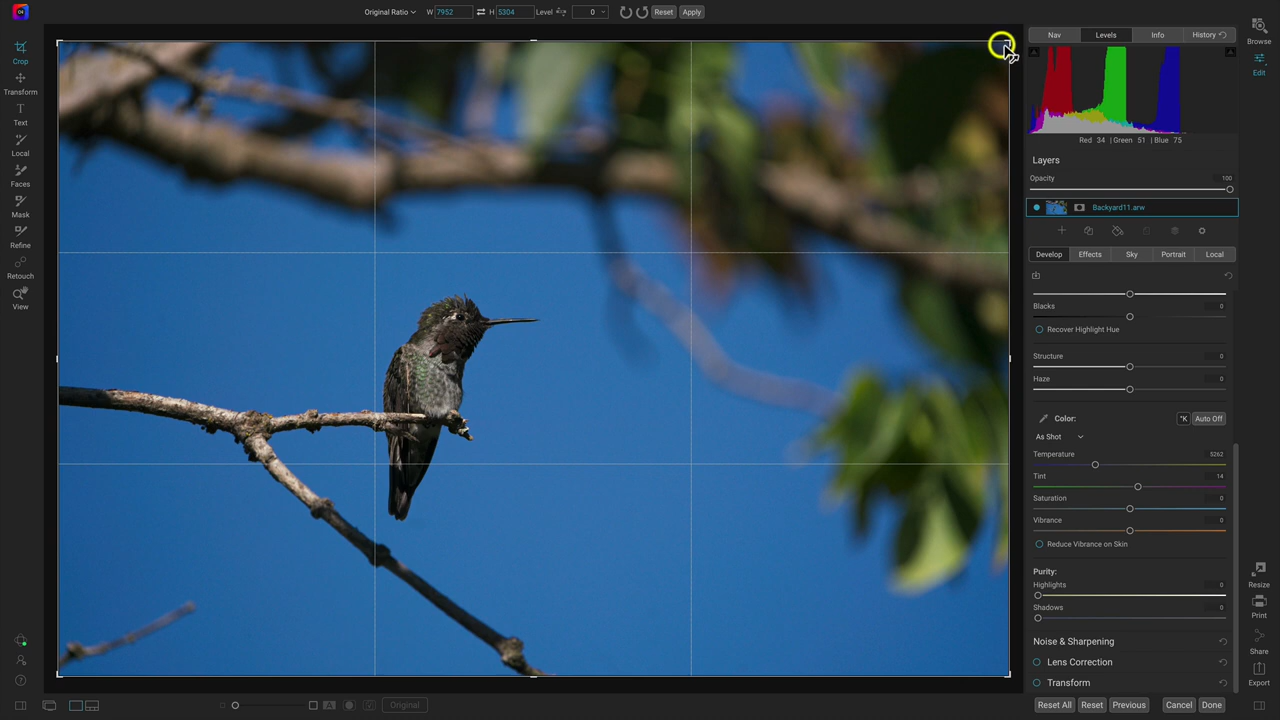 Original Ratio W 7952 H 5304 Level 0 Reset Apply
Nav Levels Info History
Browse
Edit
Crop
Transform
Text
Local
Faces
Mask
Refine
Retouch
View
Red 34 | Green 51 | Blue 75
Layers
Opacity 100
Backyard11.arw
Develop Effects Sky Portrait Local
Blacks 0
Recover Highlight Hue
Structure 0
Haze 0
Color: °K Auto Off
As Shot
Temperature 5262
Tint 14
Saturation 0
Vibrance 0
Reduce Vibrance on Skin
Purity:
Highlights 0
Shadows 0
Noise & Sharpening
Lens Correction
Transform
Resize
Print
Share
Export
A Original
Reset All Reset Previous Cancel Done